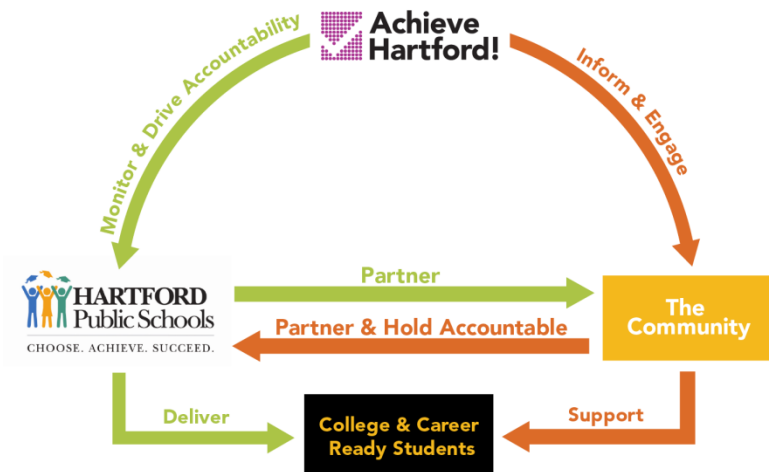 Achieve
Hartford!
Monitor & Drive Accountability
Inform & Engage
HARTFORD
Public Schools
CHOOSE. ACHIEVE. SUCCEED.
Partner
Partner & Hold Accountable
The
Community
Deliver
College & Career
Ready Students
Support